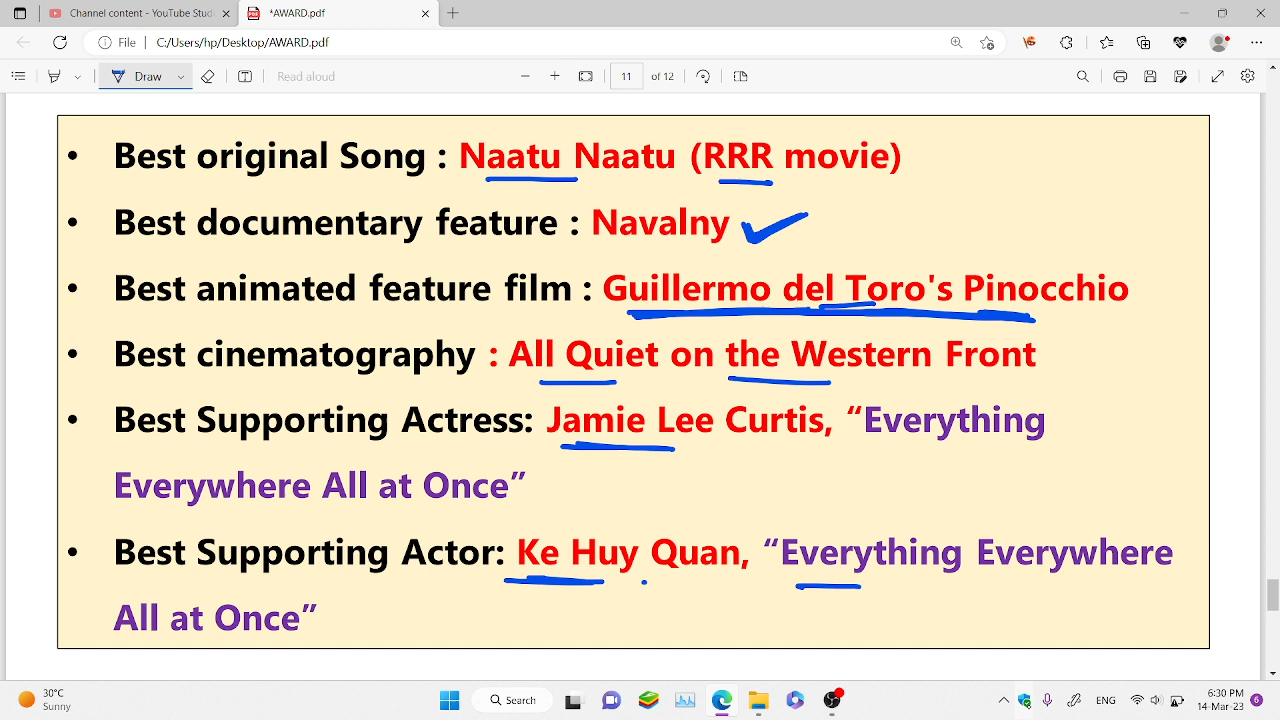 Channel content - YouTube Stud
*AWARD.pdf
File C:/Users/hp/Desktop/AWARD.pdf
Draw Read aloud 11 of 12
• Best original Song : Naatu Naatu (RRR movie)
• Best documentary feature : Navalny
• Best animated feature film : Guillermo del Toro's Pinocchio
• Best cinematography : All Quiet on the Western Front
• Best Supporting Actress: Jamie Lee Curtis, “Everything
Everywhere All at Once”
• Best Supporting Actor: Ke Huy Quan, “Everything Everywhere
All at Once”
30°C
Sunny
Search
ENG
6:30 PM
14-Mar-23
6